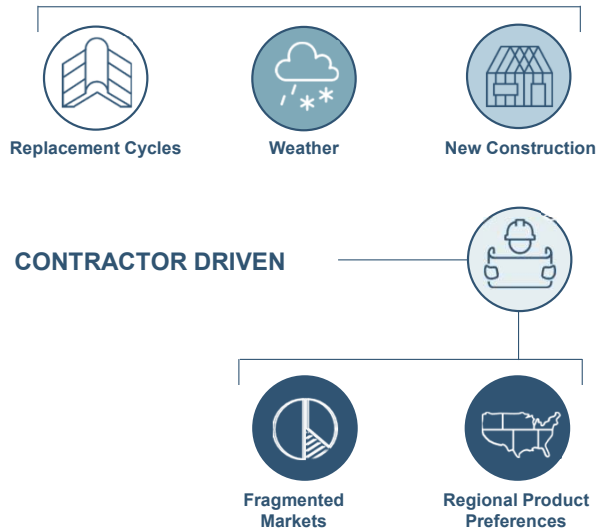 Replacement Cycles
Weather
New Construction
CONTRACTOR DRIVEN
Fragmented
Markets
Regional Product
Preferences